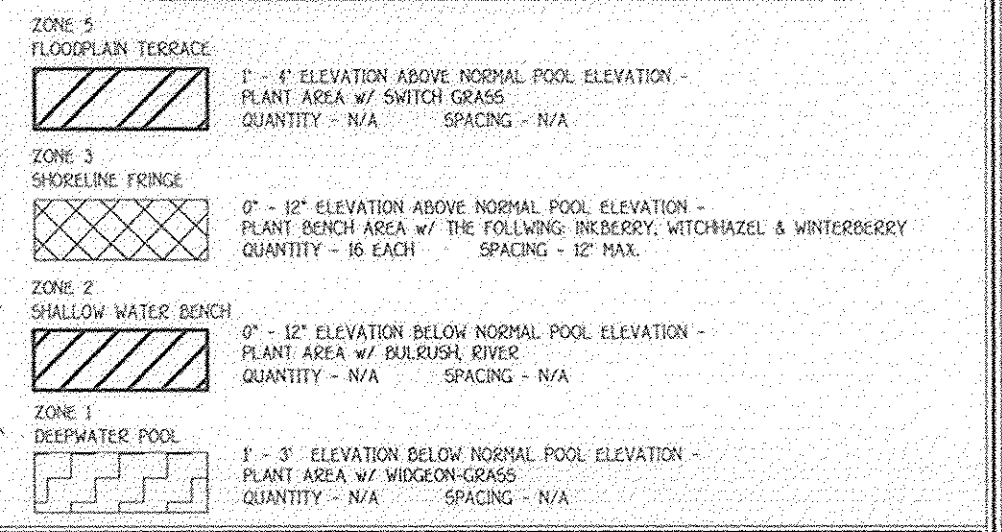 ZONE 5
FLOODPLAIN TERRACE
1' - 4' ELEVATION ABOVE NORMAL POOL ELEVATION -
PLANT AREA w/ SWITCH GRASS
QUANTITY - N/A SPACING - N/A
ZONE 3
SHORELINE FRINGE
0" - 12" ELEVATION ABOVE NORMAL POOL ELEVATION -
PLANT BENCH AREA w/ THE FOLLWING: INKBERRY, WITCHHAZEL & WINTERBERRY
QUANTITY - 16 EACH SPACING - 12" MAX.
ZONE 2
SHALLOW WATER BENCH
0" - 12" ELEVATION BELOW NORMAL POOL ELEVATION -
PLANT AREA w/ BULRUSH, RIVER
QUANTITY - N/A SPACING - N/A
ZONE 1
DEEPWATER POOL
1' - 3' ELEVATION BELOW NORMAL POOL ELEVATION -
PLANT AREA w/ WIDGEON-GRASS
QUANTITY - N/A SPACING - N/A